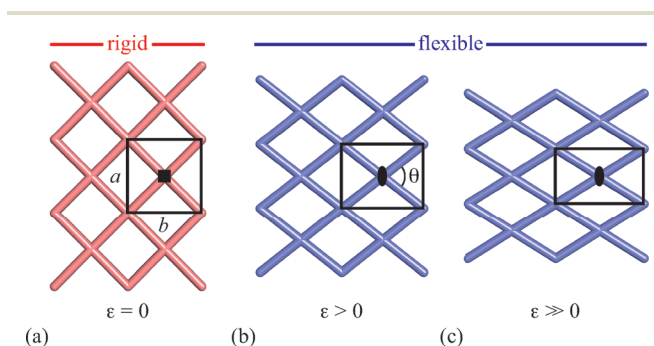 rigid
flexible
a
b
θ
ε = 0
ε > 0
ε ≫ 0
(a)
(b)
(c)